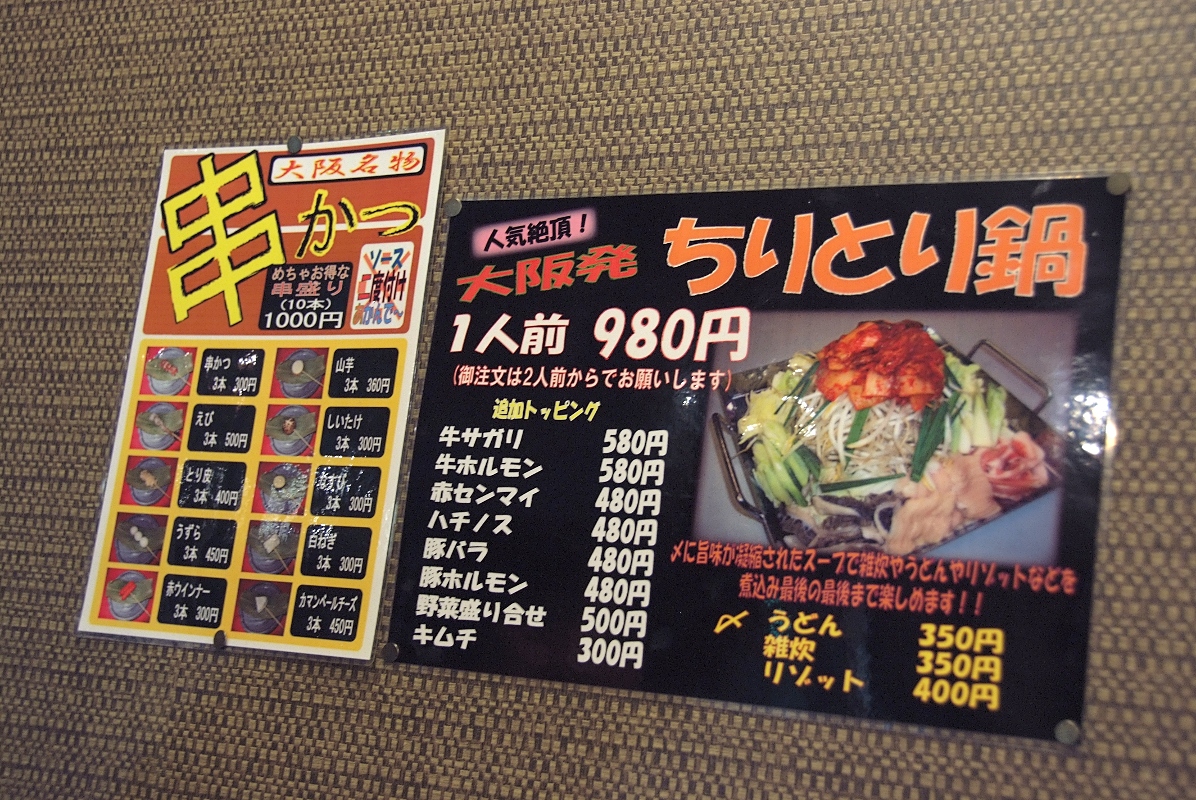 大阪名物
串かつ
めちゃお得な
串盛り
(10本)
1000円
ソース
二度付け
あかんで〜
串かつ
3本 300円
山芋
3本 360円
えび
3本 500円
しいたけ
3本 300円
とり皮
3本 400円
なすび
3本 300円
うずら
3本 450円
白ねぎ
3本 300円
赤ウインナー
3本 300円
カマンベールチーズ
3本 450円
人気絶頂！
大阪発
ちりとり鍋
1人前 980円
(御注文は2人前からでお願いします)
追加トッピング
牛サガリ 580円
牛ホルモン 580円
赤センマイ 480円
ハチノス 480円
豚バラ 480円
豚ホルモン 480円
野菜盛り合せ 500円
キムチ 300円
〆に旨味が凝縮されたスープで雑炊やうどんやリゾットなどを
煮込み最後の最後まで楽しめます！！
〆 うどん 350円
雑炊 350円
リゾット 400円